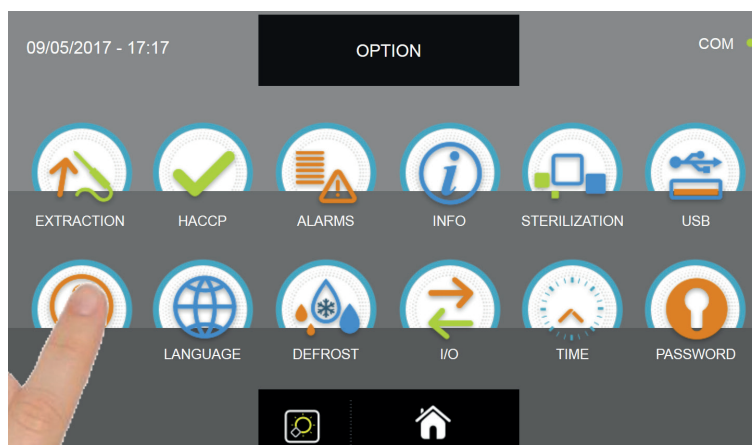 09/05/2017 - 17:17
OPTION
COM
EXTRACTION
HACCP
ALARMS
INFO
STERILIZATION
USB
LANGUAGE
DEFROST
I/O
TIME
PASSWORD